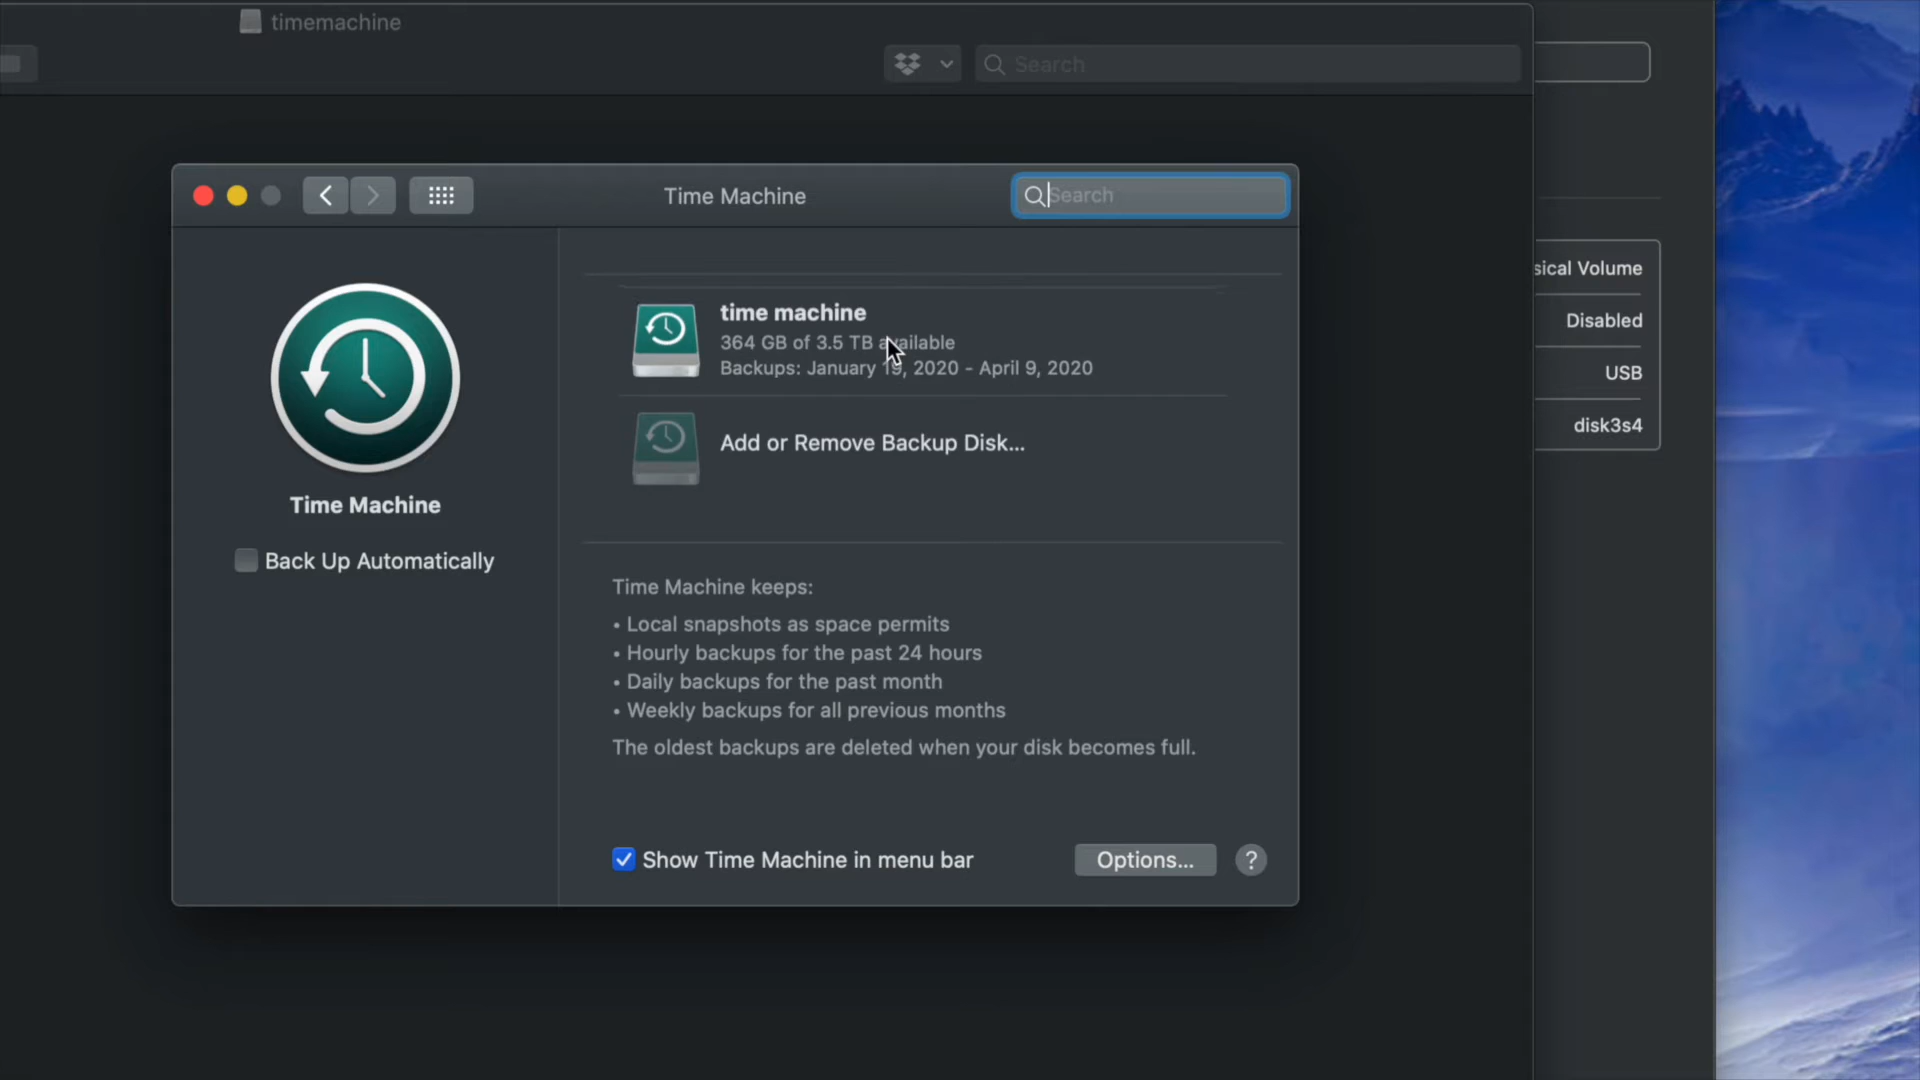 timemachine
Search
Time Machine
Search
sical Volume
Disabled
USB
disk3s4
time machine
364 GB of 3.5 TB available
Backups: January 19, 2020 - April 9, 2020
Add or Remove Backup Disk...
Time Machine
Back Up Automatically
Time Machine keeps:
• Local snapshots as space permits
• Hourly backups for the past 24 hours
• Daily backups for the past month
• Weekly backups for all previous months
The oldest backups are deleted when your disk becomes full.
Show Time Machine in menu bar
Options...
?